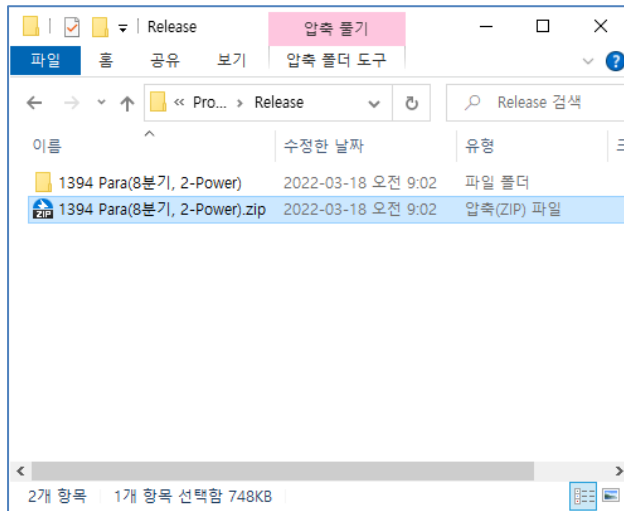 Release 압축 풀기
파일 홈 공유 보기 압축 폴더 도구
« Pro... › Release Release 검색
이름 수정한 날짜 유형 크
1394 Para(8분기, 2-Power) 2022-03-18 오전 9:02 파일 폴더
ZIP 1394 Para(8분기, 2-Power).zip 2022-03-18 오전 9:02 압축(ZIP) 파일
2개 항목 1개 항목 선택함 748KB